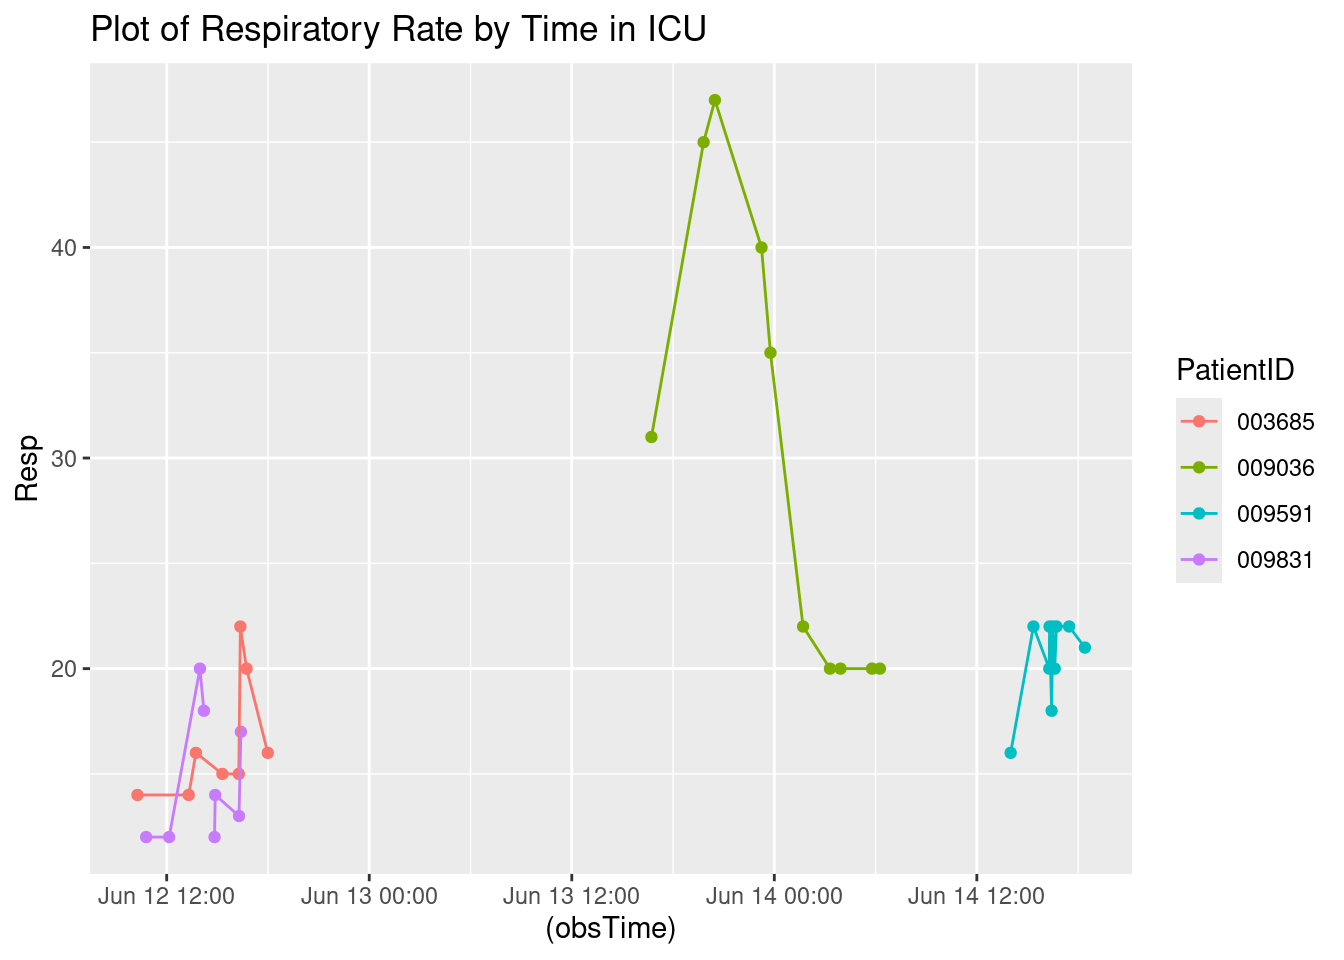 Plot of Respiratory Rate by Time in ICU
Resp
40
30
20
Jun 12 12:00
Jun 13 00:00
Jun 13 12:00
Jun 14 00:00
Jun 14 12:00
(obsTime)
PatientID
003685
009036
009591
009831